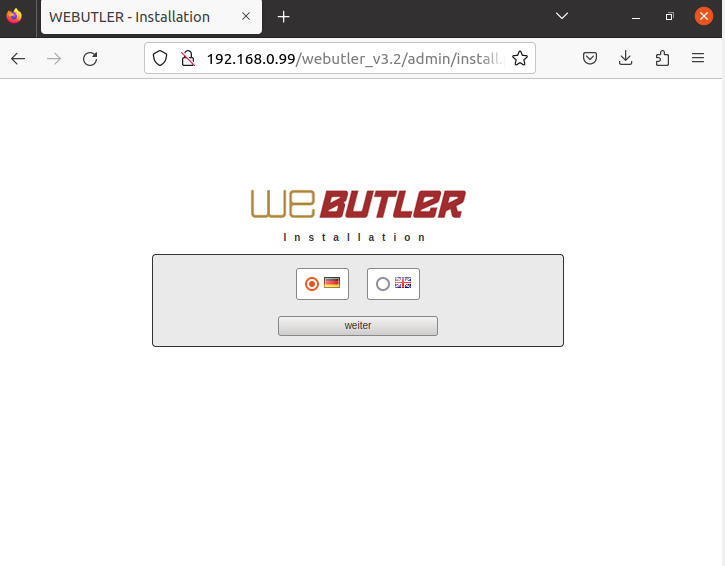 WEBUTLER - Installation
192.168.0.99/webutler_v3.2/admin/install.
WEBUTLER
Installation
weiter